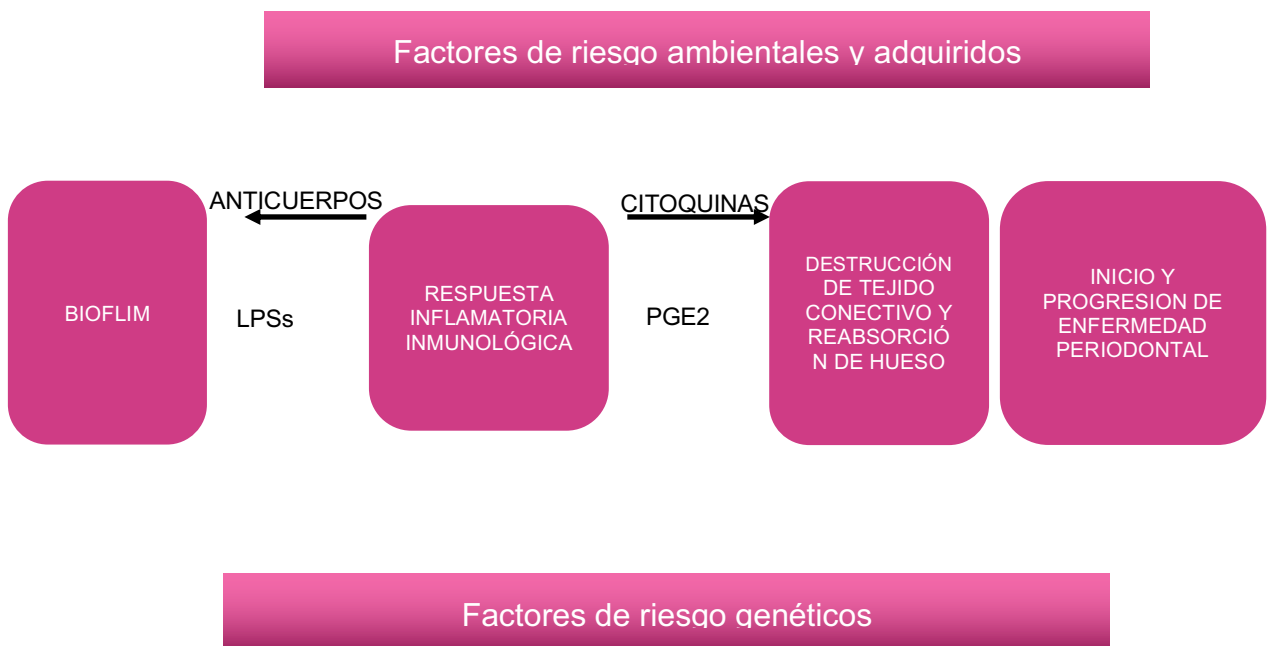 Factores de riesgo ambientales y adquiridos
ANTICUERPOS
CITOQUINAS
BIOFLIM
LPSs
RESPUESTA
INFLAMATORIA
INMUNOLÓGICA
PGE2
DESTRUCCIÓN
DE TEJIDO
CONECTIVO Y
REABSORCIÓ
N DE HUESO
INICIO Y
PROGRESION DE
ENFERMEDAD
PERIODONTAL
Factores de riesgo genéticos